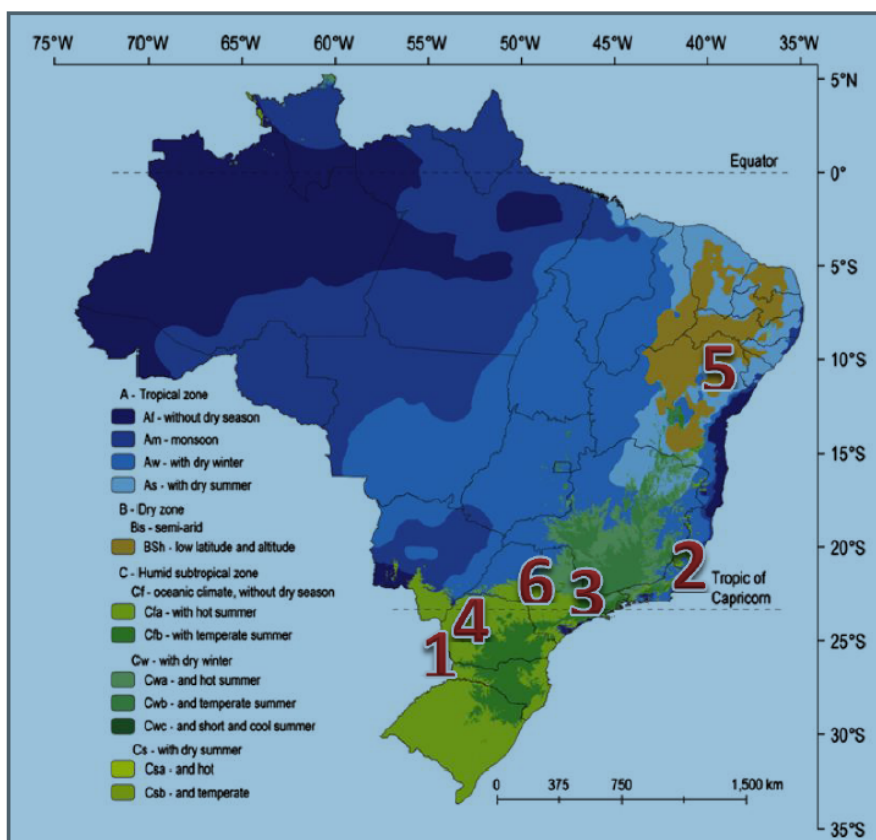 75°W 70°W 65°W 60°W 55°W 50°W 45°W 40°W 35°W
5°N
Equator
0°
5°S
5
10°S
A - Tropical zone
Af - without dry season
Am - monsoon
15°S
Aw - with dry winter
As - with dry summer
B - Dry zone
Bs - semi-arid
BSh - low latitude and altitude
20°S
2
6
3
Tropic of
Capricorn
C - Humid subtropical zone
Cf - oceanic climate, without dry season
Cfa - with hot summer
4
Cfb - with temperate summer
25°S
1
Cw - with dry winter
Cwa - and hot summer
Cwb - and temperate summer
Cwc - and short and cool summer
30°S
Cs - with dry summer
Csa - and hot
Csb - and temperate
0 375 750 1,500 km
35°S